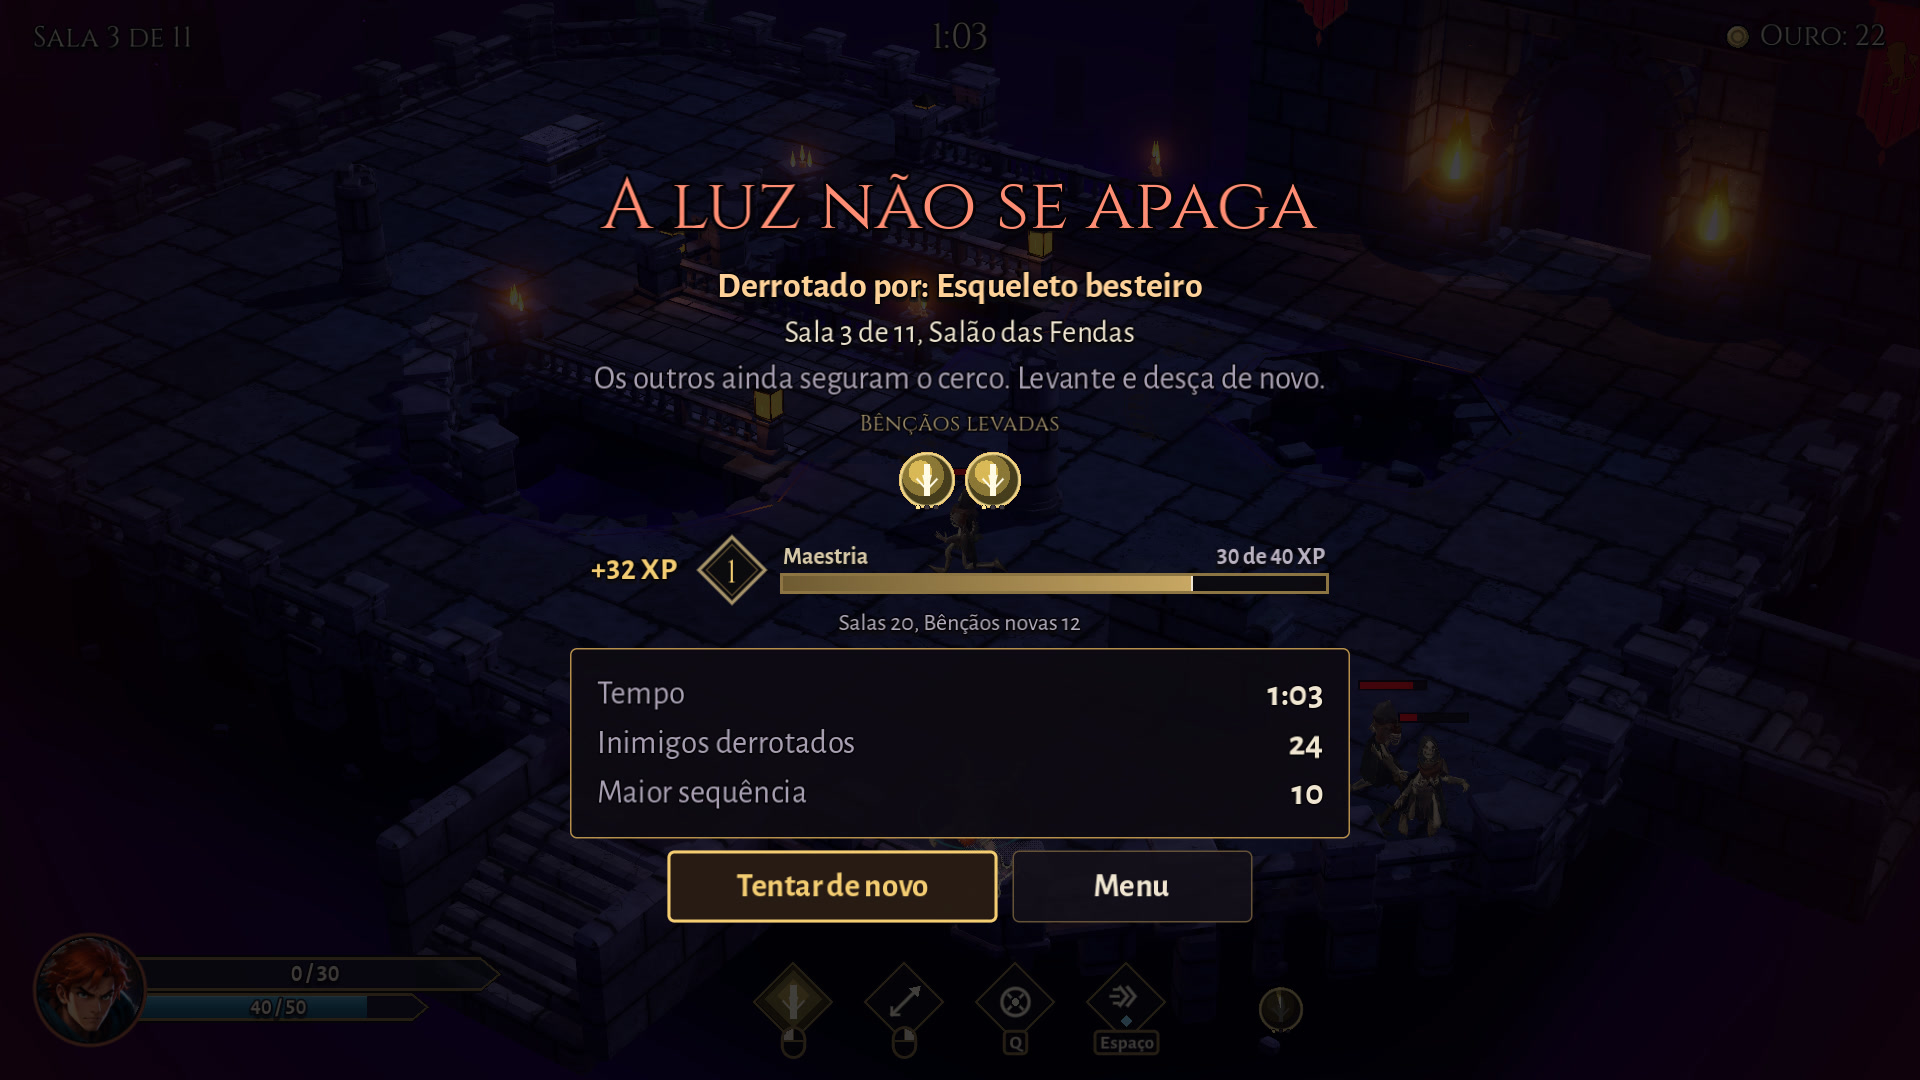 Sala 3 de 11
1:03
Ouro: 22
A luz não se apaga
Derrotado por: Esqueleto besteiro
Sala 3 de 11, Salão das Fendas
Os outros ainda seguram o cerco. Levante e desça de novo.
Bênçãos levadas
+32 XP
1
Maestria
30 de 40 XP
Salas 20, Bênçãos novas 12
Tempo
1:03
Inimigos derrotados
24
Maior sequência
10
Tentar de novo
Menu
0/30
40/50
Q
Espaço